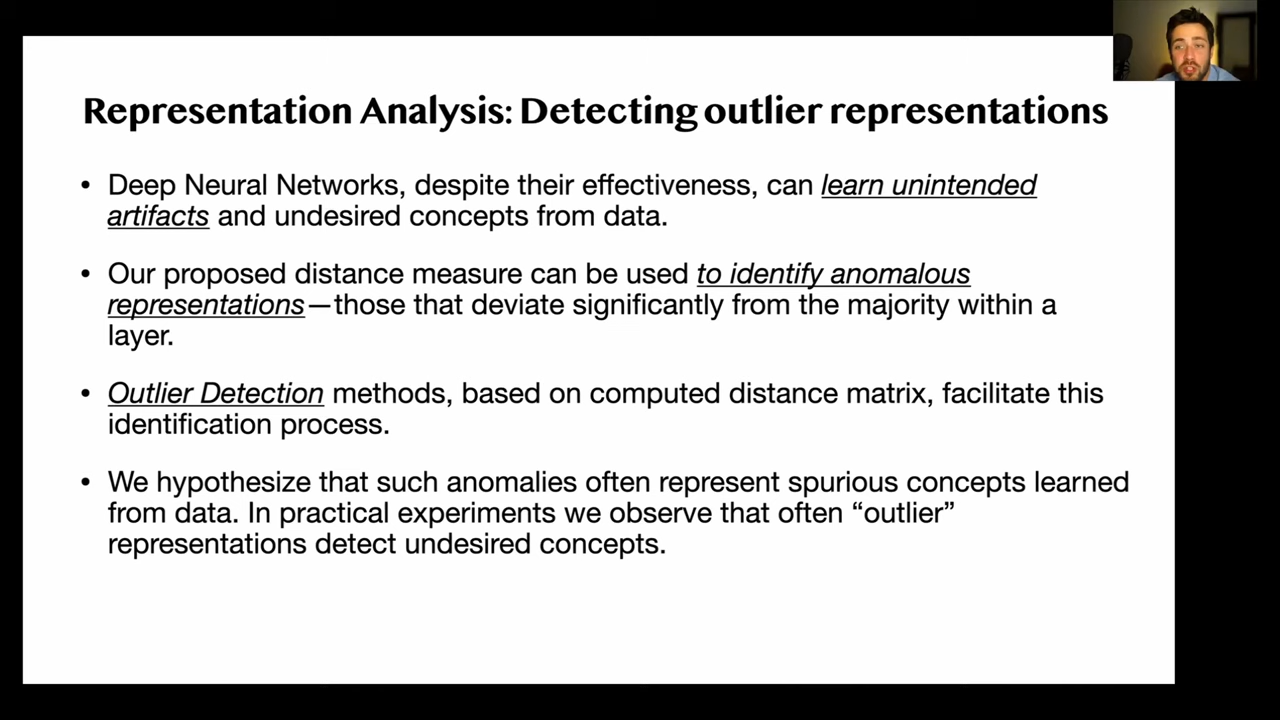 Representation Analysis: Detecting outlier representations
• Deep Neural Networks, despite their effectiveness, can learn unintended
artifacts and undesired concepts from data.
• Our proposed distance measure can be used to identify anomalous
representations—those that deviate significantly from the majority within a
layer.
• Outlier Detection methods, based on computed distance matrix, facilitate this
identification process.
• We hypothesize that such anomalies often represent spurious concepts learned
from data. In practical experiments we observe that often “outlier”
representations detect undesired concepts.